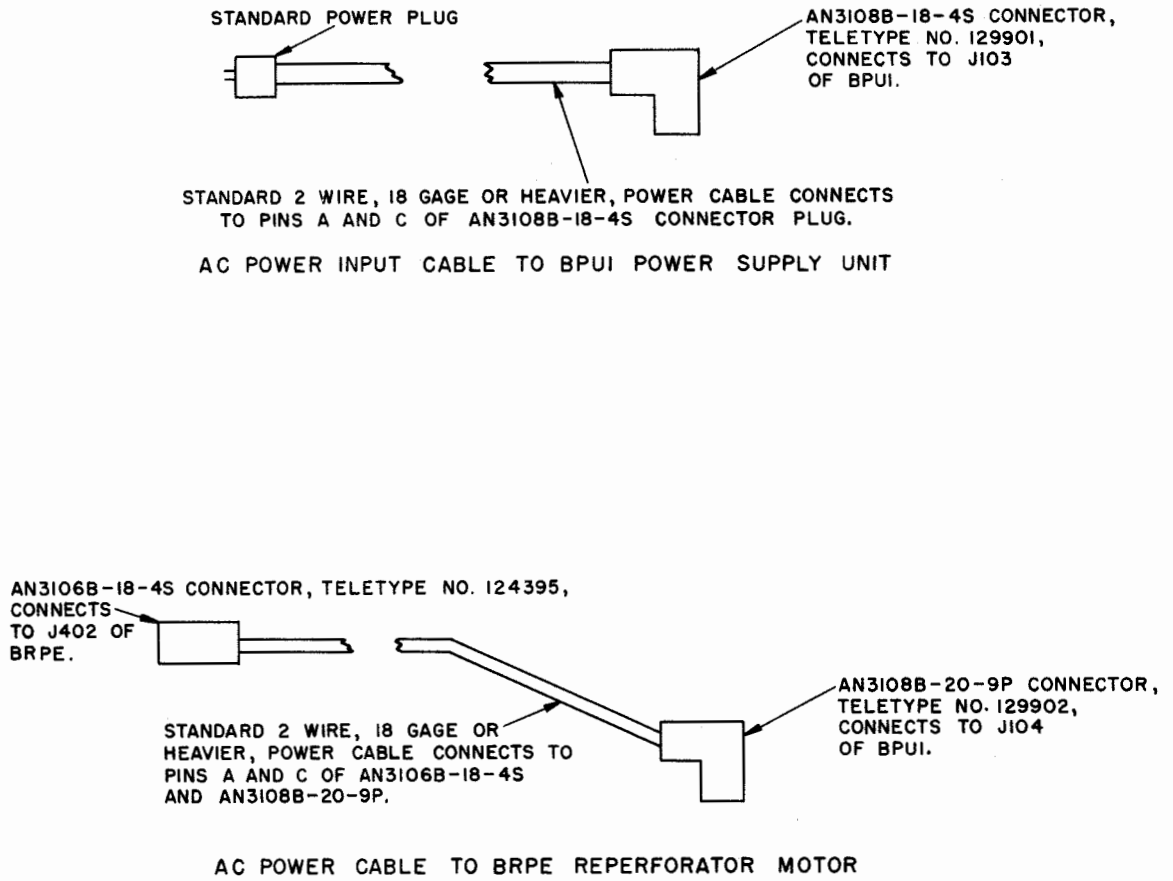 STANDARD POWER PLUG
AN3108B-18-4S CONNECTOR,
TELETYPE NO. 129901,
CONNECTS TO J103
OF BPU1.
STANDARD 2 WIRE, 18 GAGE OR HEAVIER, POWER CABLE CONNECTS
TO PINS A AND C OF AN3108B-18-4S CONNECTOR PLUG.
AC POWER INPUT CABLE TO BPU1 POWER SUPPLY UNIT
AN3106B-18-4S CONNECTOR, TELETYPE NO. 124395,
CONNECTS
TO J402 OF
BRPE.
AN3108B-20-9P CONNECTOR,
TELETYPE NO. 129902,
CONNECTS TO J104
OF BPU1.
STANDARD 2 WIRE, 18 GAGE OR
HEAVIER, POWER CABLE CONNECTS TO
PINS A AND C OF AN3106B-18-4S
AND AN3108B-20-9P.
AC POWER CABLE TO BRPE REPERFORATOR MOTOR